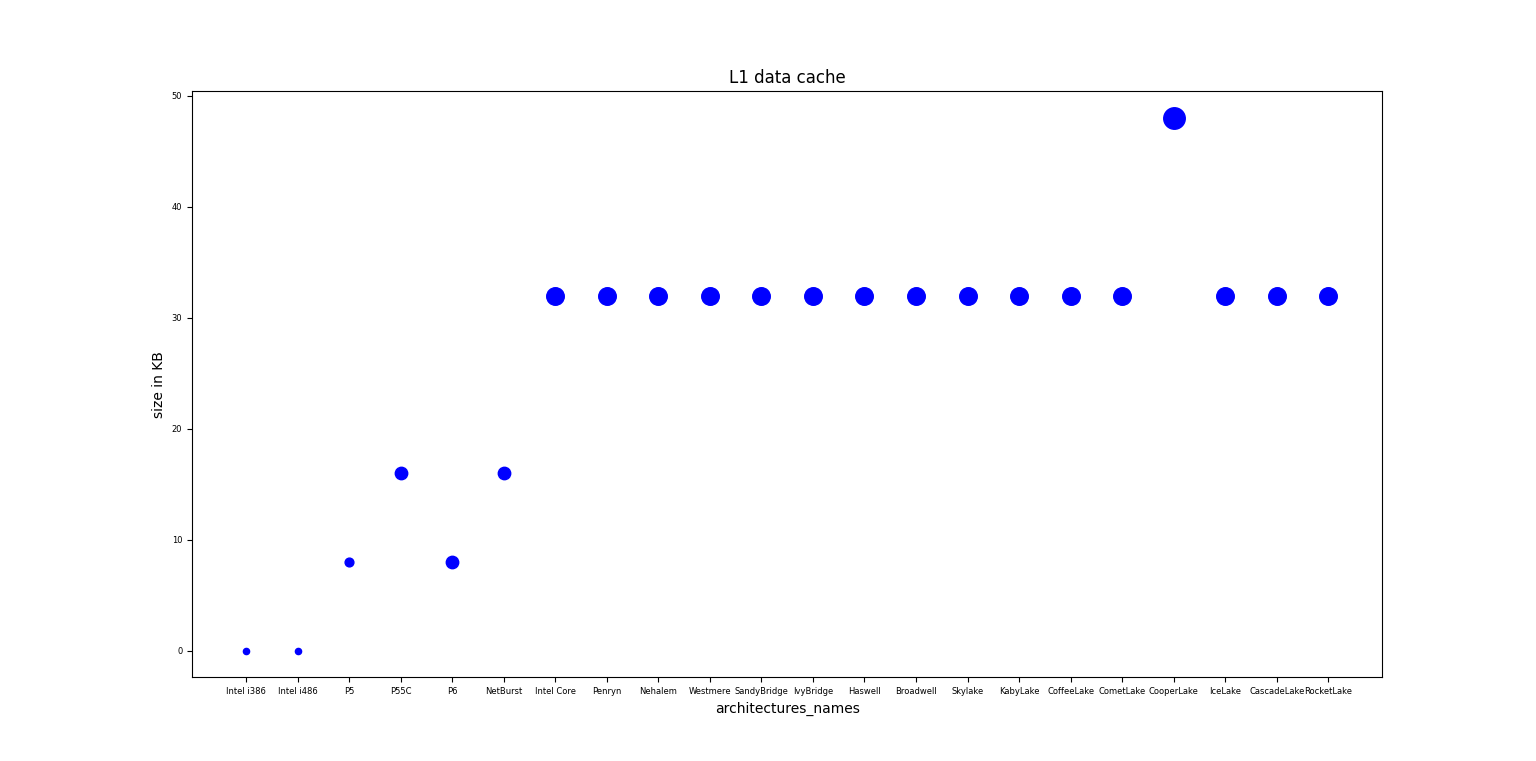 L1 data cache
50
40
30
20
10
0
size in KB
Intel i386 Intel i486 P5 P55C P6 NetBurst Intel Core Penryn Nehalem Westmere SandyBridge IvyBridge Haswell Broadwell Skylake KabyLake CoffeeLake CometLake CooperLake IceLake CascadeLake RocketLake
architectures_names